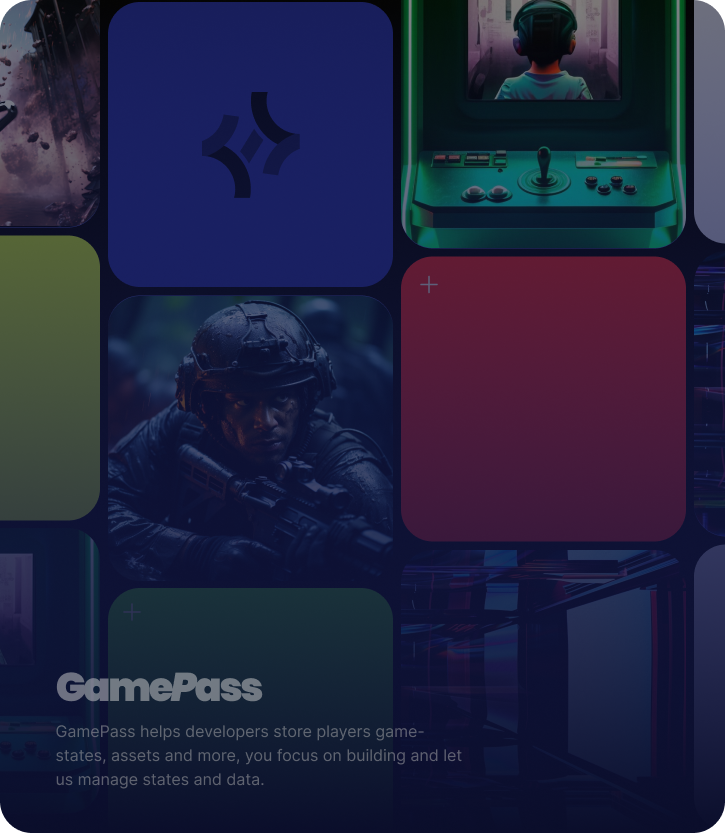 GamePass
GamePass helps developers store players game-
states, assets and more, you focus on building and let
us manage states and data.